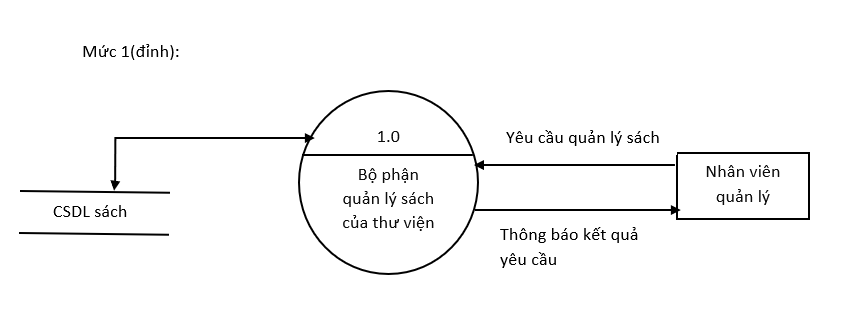 Mức 1(đỉnh):
1.0
Bộ phận
quản lý sách
của thư viện
Yêu cầu quản lý sách
Nhân viên
quản lý
CSDL sách
Thông báo kết quả
yêu cầu